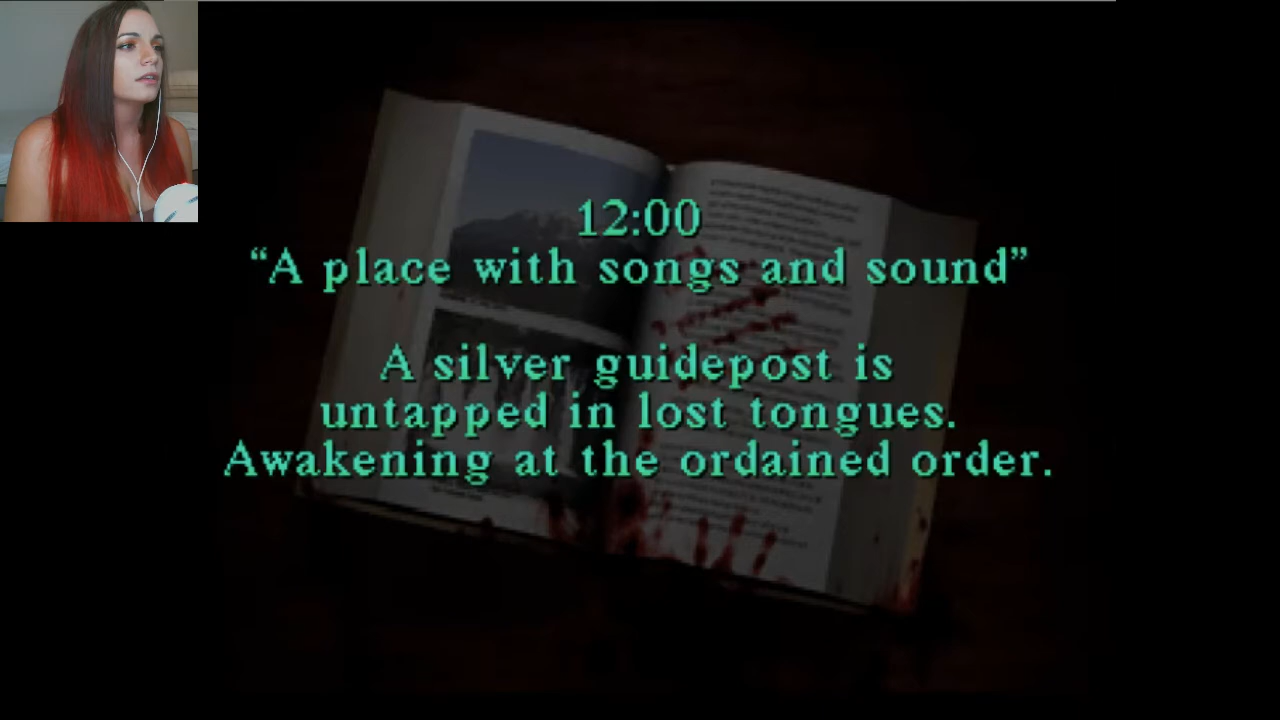 12:00
“A place with songs and sound”
A silver guidepost is
untapped in lost tongues.
Awakening at the ordained order.